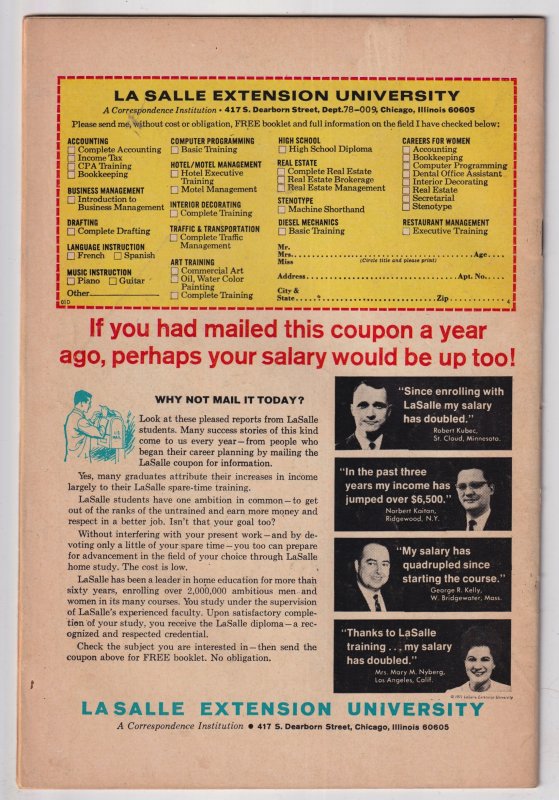 LA SALLE EXTENSION UNIVERSITY
A Correspondence Institution • 417 S. Dearborn Street, Dept. 78-009, Chicago, Illinois 60605
Please send me, without cost or obligation, FREE booklet and full information on the field I have checked below:
ACCOUNTING
Complete Accounting
Income Tax
CPA Training
Bookkeeping
BUSINESS MANAGEMENT
Introduction to
Business Management
DRAFTING
Complete Drafting
LANGUAGE INSTRUCTION
French Spanish
MUSIC INSTRUCTION
Piano Guitar
Other
010
COMPUTER PROGRAMMING
Basic Training
HOTEL/MOTEL MANAGEMENT
Hotel Executive
Training
Motel Management
INTERIOR DECORATING
Complete Training
TRAFFIC & TRANSPORTATION
Complete Traffic
Management
ART TRAINING
Commercial Art
Oil, Water Color
Painting
Complete Training
HIGH SCHOOL
High School Diploma
REAL ESTATE
Complete Real Estate
Real Estate Brokerage
Real Estate Management
STENOTYPE
Machine Shorthand
DIESEL MECHANICS
Basic Training
CAREERS FOR WOMEN
Accounting
Bookkeeping
Computer Programming
Dental Office Assistant
Interior Decorating
Real Estate
Secretarial
Stenotype
RESTAURANT MANAGEMENT
Executive Training
Mr.
Mrs. Age
Miss (Circle title and please print)
Address Apt. No.
City &
State Zip
4
If you had mailed this coupon a year
ago, perhaps your salary would be up too!
MAIL
WHY NOT MAIL IT TODAY?
Look at these pleased reports from LaSalle
students. Many success stories of this kind
come to us every year—from people who
began their career planning by mailing the
LaSalle coupon for information.
Yes, many graduates attribute their increases in income
largely to their LaSalle spare-time training.
LaSalle students have one ambition in common—to get
out of the ranks of the untrained and earn more money and
respect in a better job. Isn't that your goal too?
Without interfering with your present work—and by de-
voting only a little of your spare time—you too can prepare
for advancement in the field of your choice through LaSalle
home study. The cost is low.
LaSalle has been a leader in home education for more than
sixty years, enrolling over 2,000,000 ambitious men and
women in its many courses. You study under the supervision
of LaSalle's experienced faculty. Upon satisfactory comple-
tion of your study, you receive the LaSalle diploma—a rec-
ognized and respected credential.
Check the subject you are interested in—then send the
coupon above for FREE booklet. No obligation.
"Since enrolling with
LaSalle my salary
has doubled."
Robert Kubec,
St. Cloud, Minnesota.
"In the past three
years my income has
jumped over $6,500."
Norbert Kaitan,
Ridgewood, N.Y.
"My salary has
quadrupled since
starting the course."
George R. Kelly,
W. Bridgewater, Mass.
"Thanks to LaSalle
training . . . my salary
has doubled."
Mrs. Mary M. Nyberg,
Los Angeles, Calif.
© 1971 LaSalle Extension University
LASALLE EXTENSION UNIVERSITY
A Correspondence Institution • 417 S. Dearborn Street, Chicago, Illinois 60605